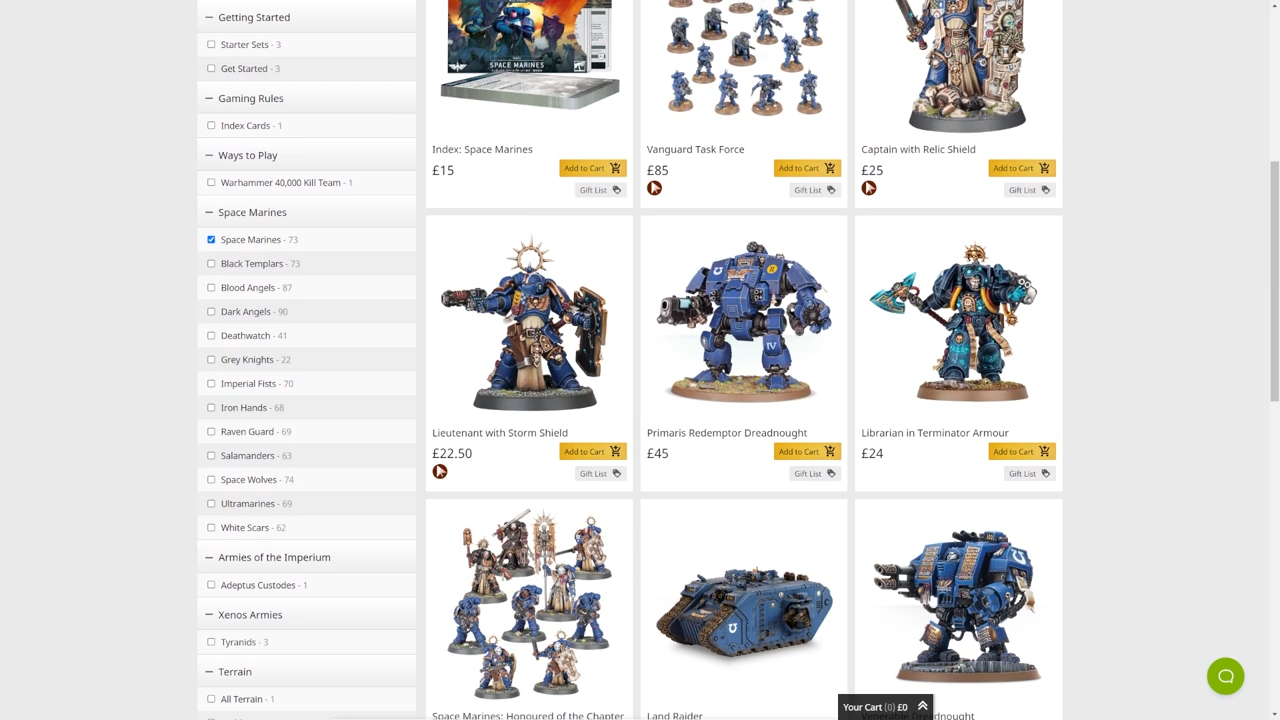 Getting Started
Starter Sets - 3
Gaming Rules
Index Cards - 1
Ways to Play
Warhammer 40,000 Kill Team - 1
Space Marines
Space Marines - 73
Black Templars - 73
Blood Angels - 87
Dark Angels - 90
Deathwatch - 41
Grey Knights - 22
Imperial Fists - 70
Iron Hands - 68
Raven Guard - 69
Salamanders - 63
Space Wolves - 74
Ultramarines - 69
White Scars - 62
Armies of the Imperium
Adeptus Custodes - 1
Xenos Armies
Tyranids - 3
Terrain
All Terrain - 1
SPACE MARINES
Index: Space Marines
£15
Add to Cart
Gift List
Vanguard Task Force
£85
Add to Cart
Gift List
Captain with Relic Shield
£25
Add to Cart
Gift List
Lieutenant with Storm Shield
£22.50
Add to Cart
Gift List
IV
Primaris Redemptor Dreadnought
£45
Add to Cart
Gift List
Librarian in Terminator Armour
£24
Add to Cart
Gift List
Space Marines: Honoured of the Chapter
Land Raider
Venerable Dreadnought
Your Cart (0) £0